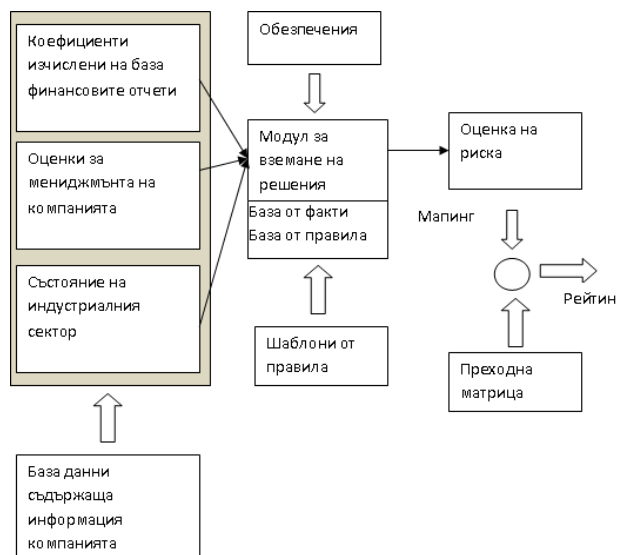 Коефициенти
изчислени на база
финансовите отчети
Оценки за
мениджмънта на
компанията
Състояние на
индустриалния
сектор
База данни
съдържаща
информация
компанията
Обезпечения
Модул за
вземане на
решения
База от факти
База от правила
Шаблони от
правила
Оценка на
риска
Мапинг
Рейтин
Преходна
матрица